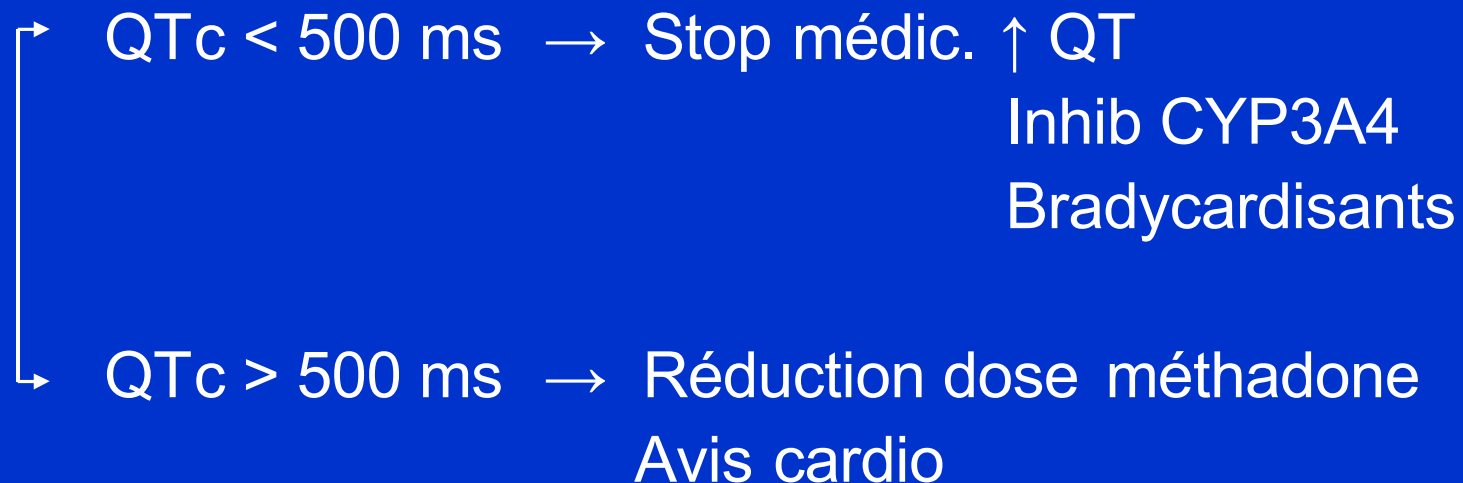 QTc < 500 ms → Stop médic. ↑ QT
Inhib CYP3A4
Bradycardisants
QTc > 500 ms → Réduction dose méthadone
Avis cardio